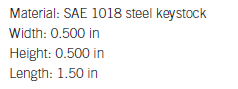 Material: SAE 1018 steel keystock
Width: 0.500 in
Height: 0.500 in
Length: 1.50 in